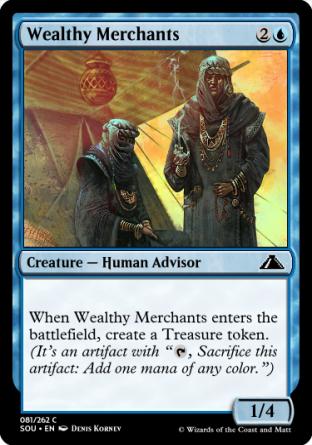 Wealthy Merchants 2
Creature — Human Advisor
When Wealthy Merchants enters the
battlefield, create a Treasure token.
(It's an artifact with “, Sacrifice this
artifact: Add one mana of any color.”)
1/4
081/262 C
SOU • EN Denis Kornev
© Wizards of the Coast and Matt